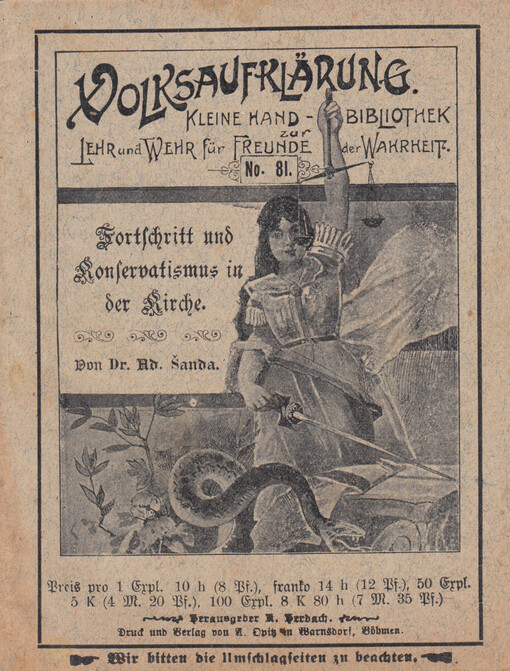 VOLKSAUFKLÄRUNG.
KLEINE HAND-BIBLIOTHEK
zur
LEHR und WEHR für FREUNDE der WAHRHEIT.
No. 81.
Fortschritt und
Konservatismus in
der Kirche.
Von Dr. Ad. Šanda.
Preis pro 1 Expl. 10 h (8 Pf.), franko 14 h (12 Pf.), 50 Expl.
5 K (4 M. 20 Pf.), 100 Expl. 8 K 80 h (7 M. 35 Pf.)
Herausgeber R. Herdach.
Druck und Verlag von A. Opitz in Warnsdorf, Böhmen.
Wir bitten die Umschlagseiten zu beachten.